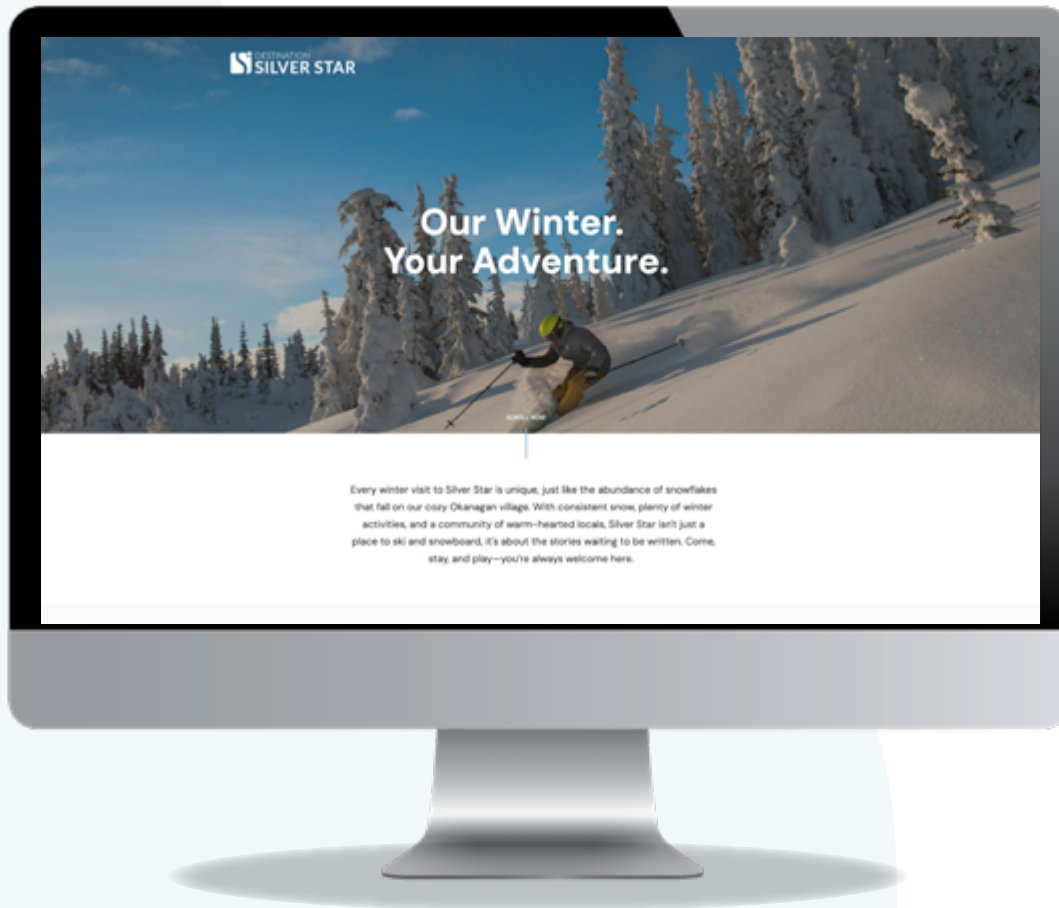 DESTINATION
SILVER STAR
Our Winter.
Your Adventure.
SCROLL NOW
Every winter visit to Silver Star is unique, just like the abundance of snowflakes
that fall on our cozy Okanagan village. With consistent snow, plenty of winter
activities, and a community of warm-hearted locals, Silver Star isn't just a
place to ski and snowboard, it's about the stories waiting to be written. Come,
stay, and play—you're always welcome here.